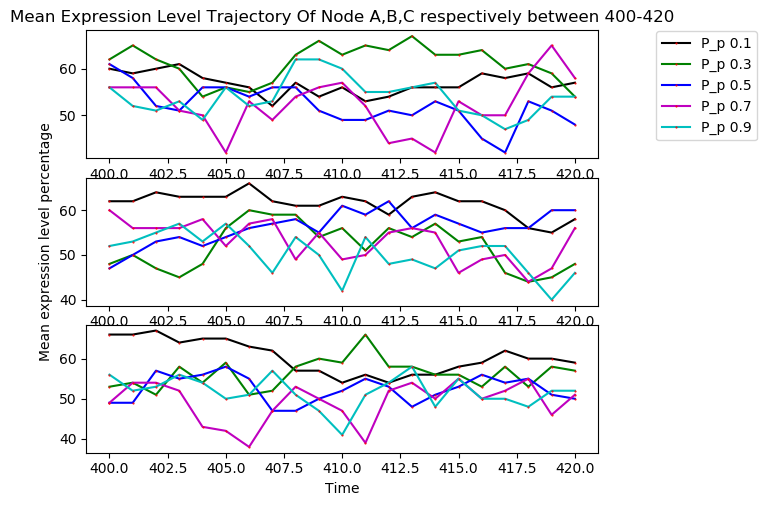 Mean Expression Level Trajectory Of Node A,B,C respectively between 400-420
P_p 0.1
P_p 0.3
P_p 0.5
P_p 0.7
P_p 0.9
Mean expression level percentage
60
50
400.0 402.5 405.0 407.5 410.0 412.5 415.0 417.5 420.0
60
50
40
400.0 402.5 405.0 407.5 410.0 412.5 415.0 417.5 420.0
60
50
40
400.0 402.5 405.0 407.5 410.0 412.5 415.0 417.5 420.0
Time